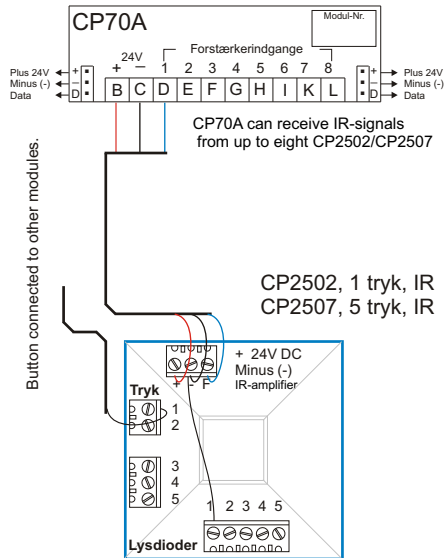 CP70A
Modul-Nr.
24V
Forstærkerindgange
+ − 1 2 3 4 5 6 7 8
Plus 24V
Minus (-)
Data
+
−
D
B C D E F G H I K L
+
−
D
Plus 24V
Minus (-)
Data
CP70A can receive IR-signals
from up to eight CP2502/CP2507
Button connected to other modules.
CP2502, 1 tryk, IR
CP2507, 5 tryk, IR
+ 24V DC
Minus (-)
IR-amplifier
+ - F
Tryk
1
2
3
4
5
1 2 3 4 5
Lysdioder